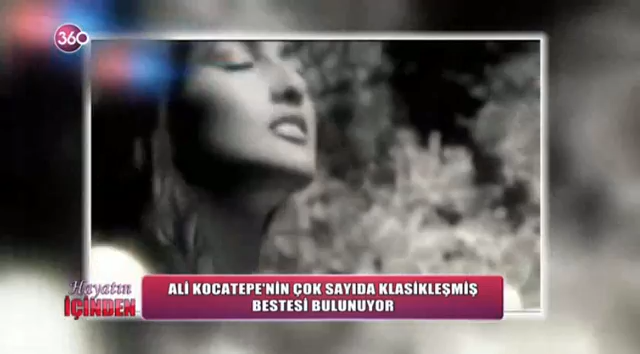 360
ALİ KOCATEPE'NİN ÇOK SAYIDA KLASİKLEŞMİŞ
BESTESİ BULUNUYOR
Hayatın
İÇİNDEN